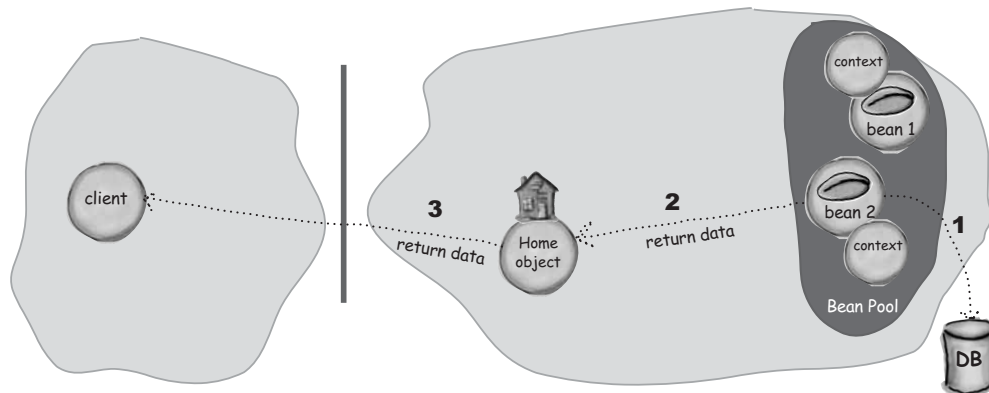 client
3
return data
Home
object
2
return data
context
bean 1
bean 2
context
Bean Pool
1
DB